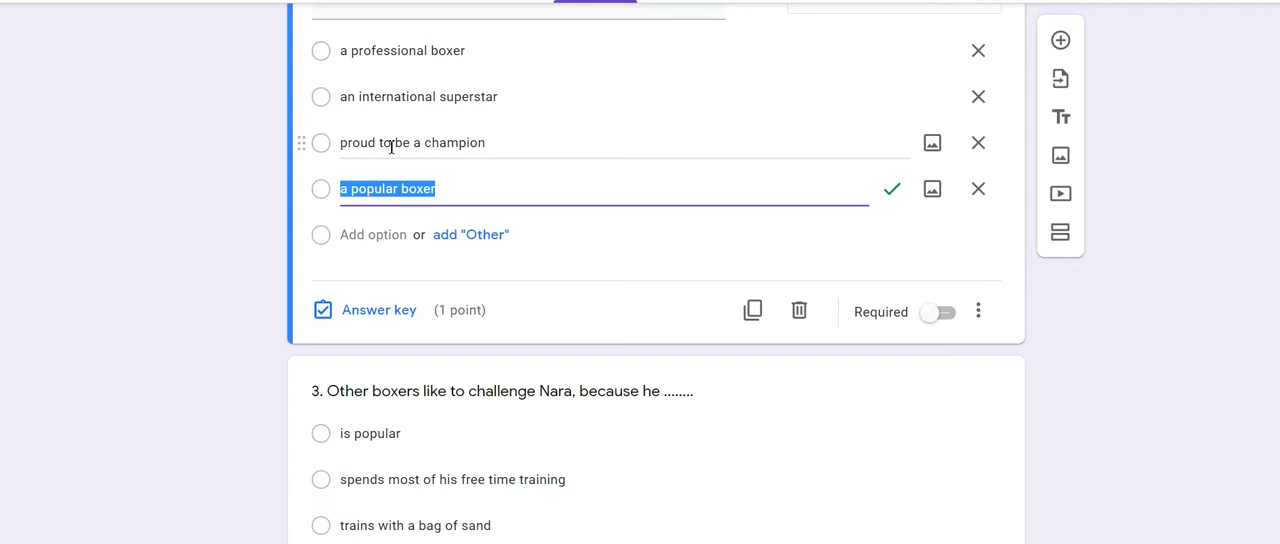 a professional boxer
an international superstar
proud to be a champion
a popular boxer
Add option or add "Other"
Answer key (1 point)
Required
3. Other boxers like to challenge Nara, because he ........
is popular
spends most of his free time training
trains with a bag of sand
Tт